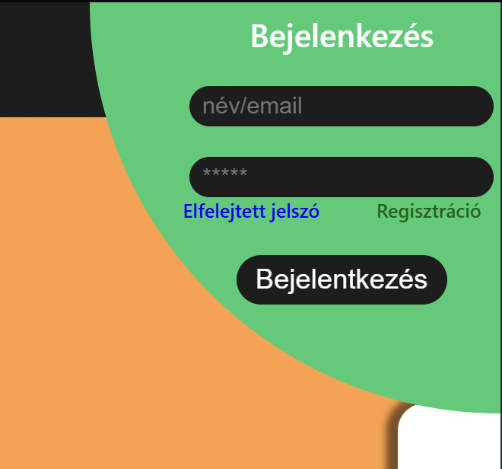 Bejelenkezés
név/email
*****
Elfelejtett jelszó Regisztráció
Bejelentkezés